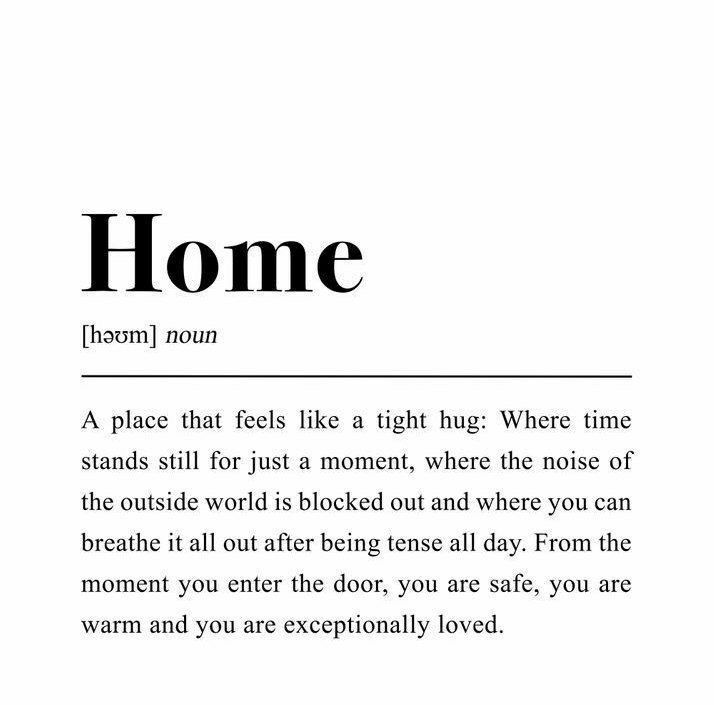 Home
[həʊm] noun
A place that feels like a tight hug: Where time
stands still for just a moment, where the noise of
the outside world is blocked out and where you can
breathe it all out after being tense all day. From the
moment you enter the door, you are safe, you are
warm and you are exceptionally loved.